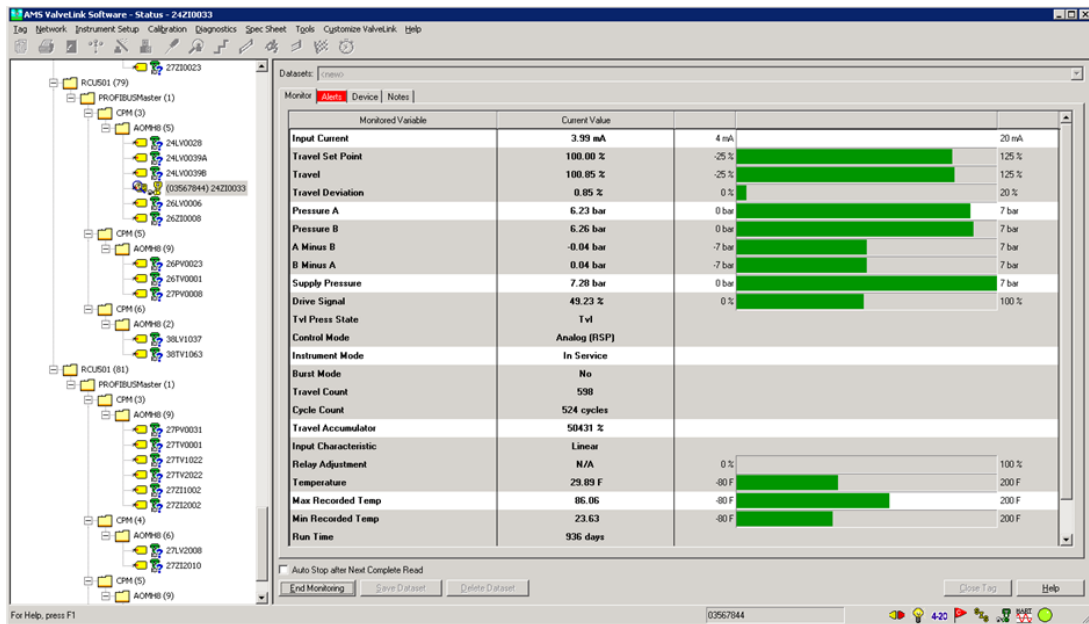 AMS ValveLink Software - Status - 24ZI0033
Tag Network Instrument Setup Calibration Diagnostics Spec Sheet Tools Customize ValveLink Help
27ZI0023
RCUS01 (79)
PROFIBUSMaster (1)
CPM (3)
AOMH8 (5)
24LV0028
24LV0039A
24LV0039B
(03567844) 24ZI0033
26LV0006
26ZI0008
CPM (5)
AOMH8 (9)
26PV0023
26TV0001
27PV0008
CPM (6)
AOMH8 (2)
38LV1037
38TV1063
RCUS01 (81)
PROFIBUSMaster (1)
CPM (3)
AOMH8 (9)
27PV0031
27TV0001
27TV1022
27TV2022
27ZI1002
27ZI2002
CPM (4)
AOMH8 (6)
27LV2008
27ZI2010
CPM (5)
AOMH8 (9)
Datasets: <new>
Monitor Alerts Device Notes
Monitored Variable Current Value
Input Current 3.99 mA 4 mA 20 mA
Travel Set Point 100.00 % -25 % 125 %
Travel 100.85 % -25 % 125 %
Travel Deviation 0.85 % 0 % 20 %
Pressure A 6.23 bar 0 bar 7 bar
Pressure B 6.26 bar 0 bar 7 bar
A Minus B -0.04 bar -7 bar 7 bar
B Minus A 0.04 bar -7 bar 7 bar
Supply Pressure 7.28 bar 0 bar 7 bar
Drive Signal 49.23 % 0 % 100 %
Tvl Press State Tvl
Control Mode Analog (RSP)
Instrument Mode In Service
Burst Mode No
Travel Count 598
Cycle Count 524 cycles
Travel Accumulator 50431 %
Input Characteristic Linear
Relay Adjustment N/A 0 % 100 %
Temperature 29.89 F -80 F 200 F
Max Recorded Temp 86.06 -80 F 200 F
Min Recorded Temp 23.63 -80 F 200 F
Run Time 936 days
Auto Stop after Next Complete Read
End Monitoring Save Dataset Delete Dataset Close Tag Help
For Help, press F1 03567844 4-20 HART